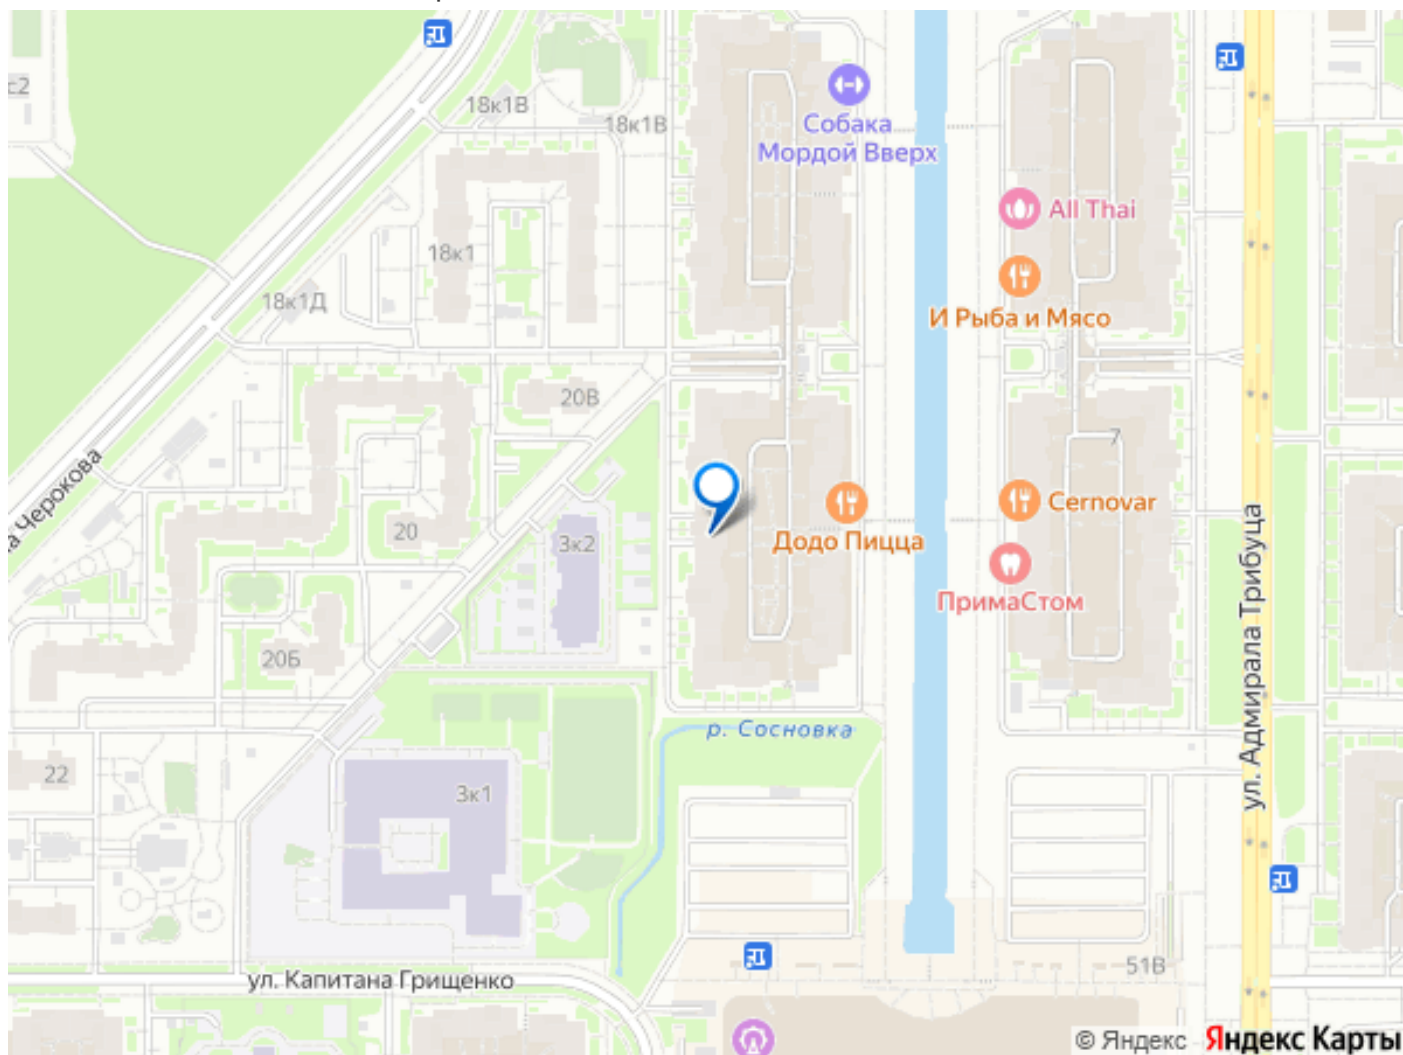 18к1В
18к1В
Собака
Мордой Вверх
All Thai
18к1
18к1Д
И Рыба и Мясо
20В
7
Черокова
Cernovar
20
3к2
Додо Пицца
ПримаСтом
ул. Адмирала Трибуца
20Б
р. Сосновка
22
3к1
51В
ул. Капитана Грищенко
© Яндекс Яндекс Карты